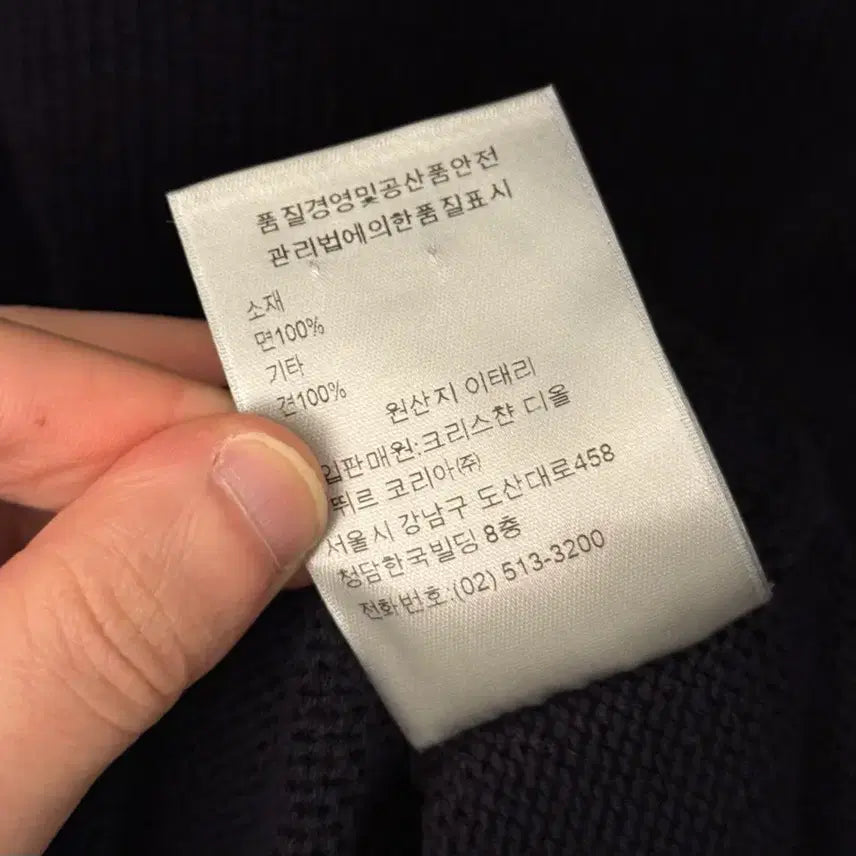 품질경영및공산품안전
관리법에의한품질표시
소재
면100%
기타
견100%
원산지 이태리
입판매원:크리스챤 디올
뛰르 코리아(주)
서울시 강남구 도산대로458
청담한국빌딩 8층
전화번호:(02) 513-3200